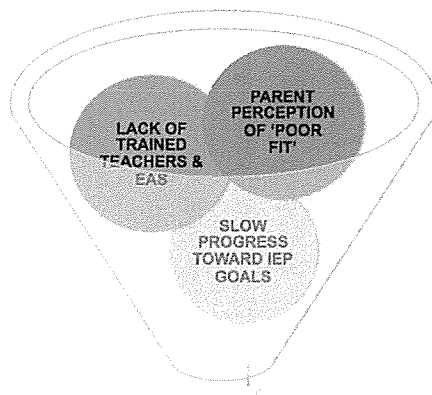 LACK OF
TRAINED
TEACHERS &
EAS
PARENT
PERCEPTION
OF 'POOR
FIT'
SLOW
PROGRESS
TOWARD IEP
GOALS